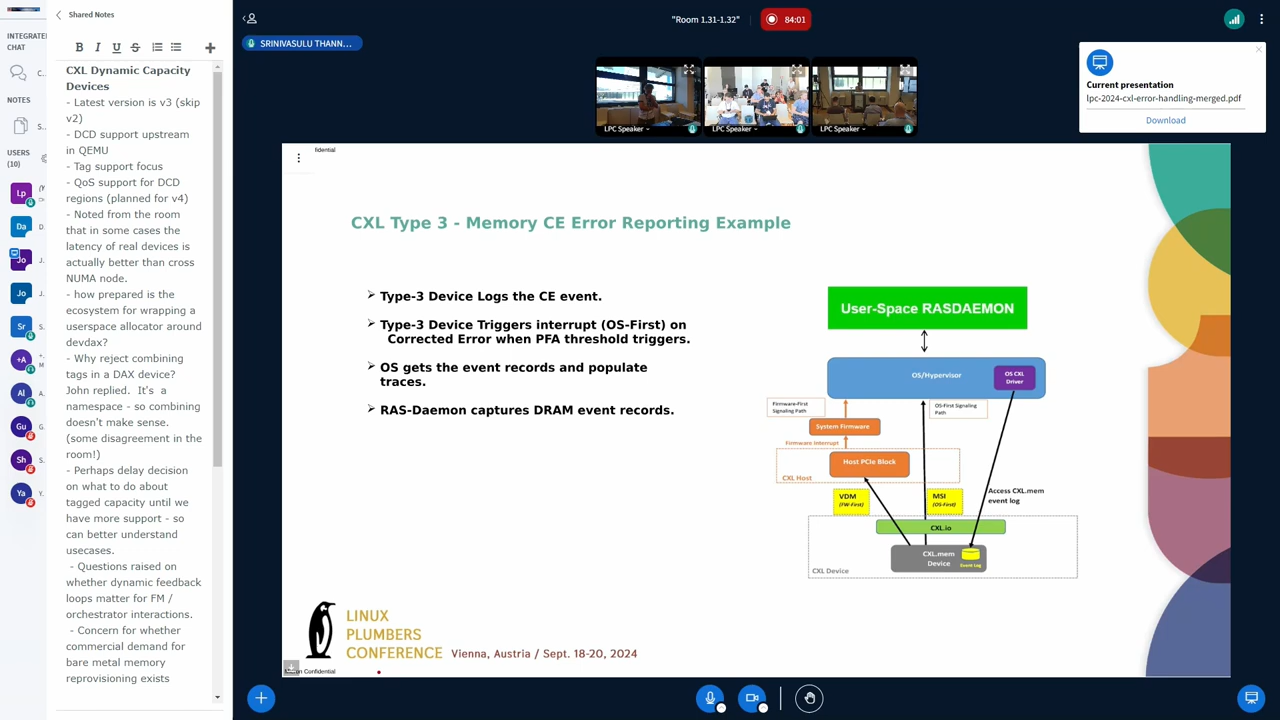 INTEGRATE
CHAT
C...
NOTES
S...
USERS
(10)
Lp
Da
D.
Jo
J.
Jo
J.
Sr
S.
+A
Al
J.
Gu
G.
Sh
S.
Ya
Y.
Shared Notes
B I U S
CXL Dynamic Capacity
Devices
- Latest version is v3 (skip
v2)
- DCD support upstream
in QEMU
- Tag support focus
- QoS support for DCD
regions (planned for v4)
- Noted from the room
that in some cases the
latency of real devices is
actually better than cross
NUMA node.
- how prepared is the
ecosystem for wrapping a
userspace allocator around
devdax?
- Why reject combining
tags in a DAX device?
John replied. It's a
namespace - so combining
doesn't make sense.
(some disagreement in the
room!)
- Perhaps delay decision
on what to do about
tagged capacity until we
have more support - so
can better understand
usecases.
- Questions raised on
whether dynamic feedback
loops matter for FM /
orchestrator interactions.
- Concern for whether
commercial demand for
bare metal memory
reprovisioning exists
"Room 1.31-1.32"
84:01
SRINIVASULU THANN...
LPC Speaker
LPC Speaker
LPC Speaker
Current presentation
lpc-2024-cxl-error-handling-merged.pdf
Download
fidential
CXL Type 3 - Memory CE Error Reporting Example
➢ Type-3 Device Logs the CE event.
➢ Type-3 Device Triggers interrupt (OS-First) on
Corrected Error when PFA threshold triggers.
➢ OS gets the event records and populate
traces.
➢ RAS-Daemon captures DRAM event records.
User-Space RASDAEMON
OS/Hypervisor
OS CXL
Driver
Firmware-First
Signaling Path
OS-First Signaling
Path
System Firmware
Firmware Interrupt
Host PCIe Block
CXL Host
VDM
(FW-First)
MSI
(OS-First)
Access CXL.mem
event log
CXL.io
CXL.mem
Device
Event Log
CXL Device
LINUX
PLUMBERS
CONFERENCE
Vienna, Austria / Sept. 18-20, 2024
Confidential